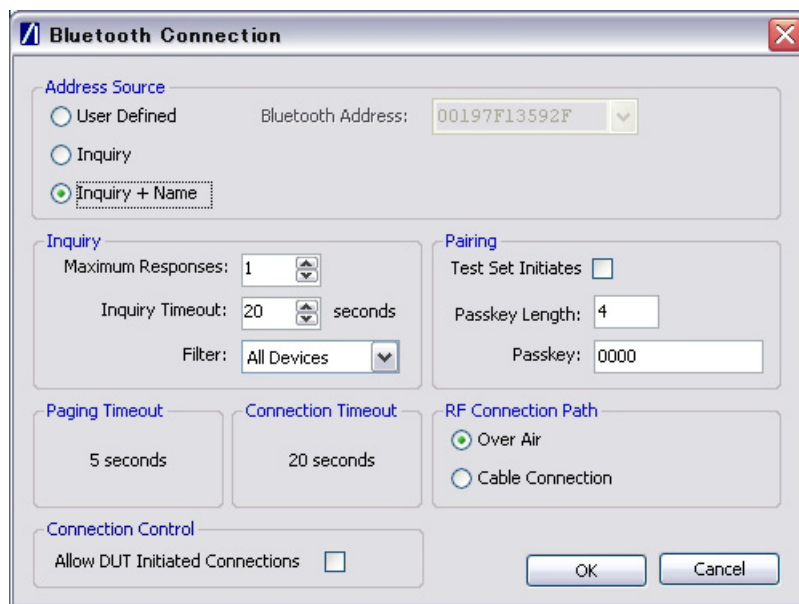 Bluetooth Connection
Address Source
User Defined
Bluetooth Address: 00197F13592F
Inquiry
Inquiry + Name
Inquiry
Maximum Responses: 1
Inquiry Timeout: 20 seconds
Filter: All Devices
Pairing
Test Set Initiates
Passkey Length: 4
Passkey: 0000
Paging Timeout
5 seconds
Connection Timeout
20 seconds
RF Connection Path
Over Air
Cable Connection
Connection Control
Allow DUT Initiated Connections
OK
Cancel